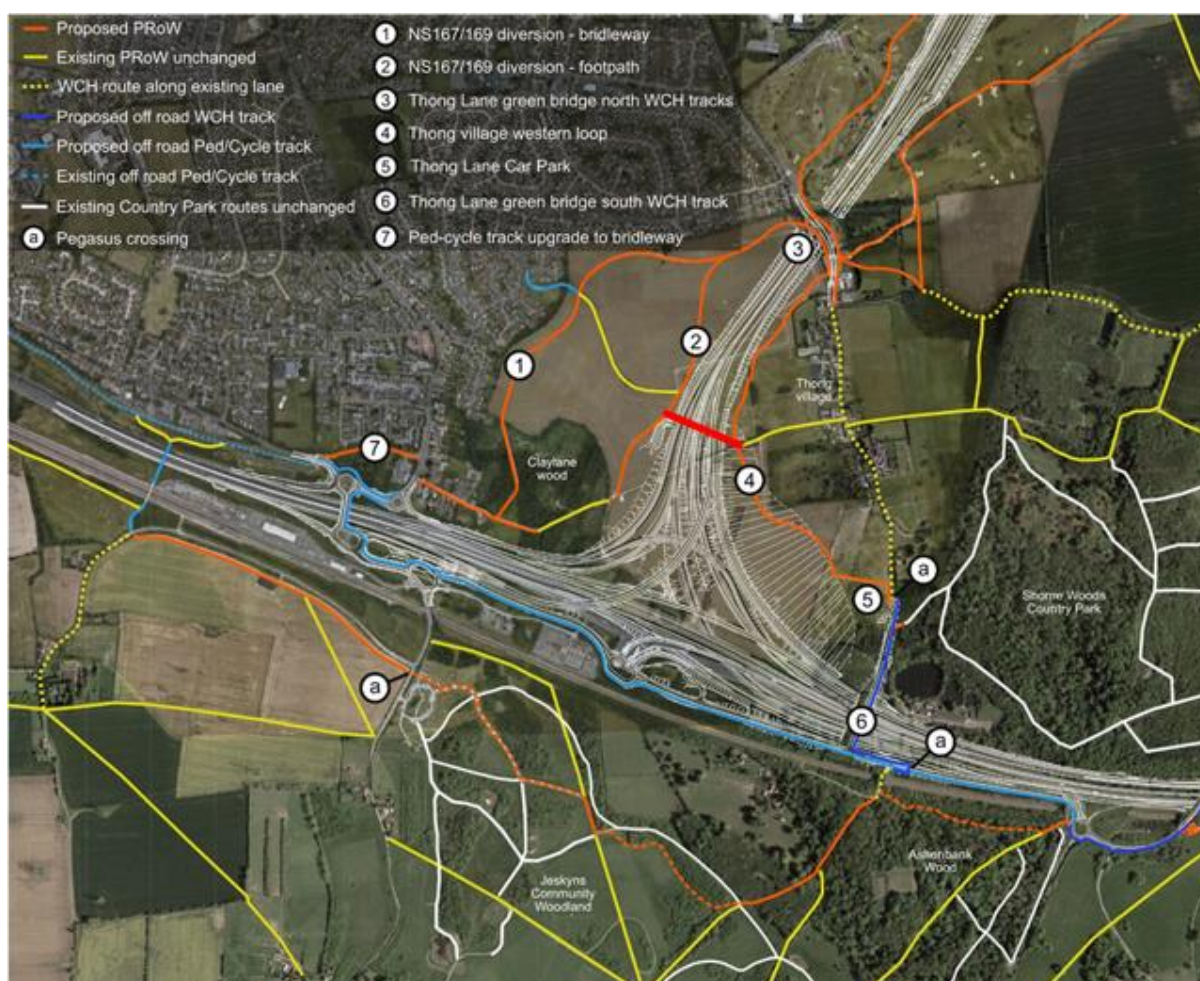 Proposed PRoW
Existing PRoW unchanged
WCH route along existing lane
Proposed off road WCH track
Proposed off road Ped/Cycle track
Existing off road Ped/Cycle track
Existing Country Park routes unchanged
a Pegasus crossing
1 NS167/169 diversion - bridleway
2 NS167/169 diversion - footpath
3 Thong Lane green bridge north WCH tracks
4 Thong village western loop
5 Thong Lane Car Park
6 Thong Lane green bridge south WCH track
7 Ped-cycle track upgrade to bridleway
3
2
1
Thong
village
7
Claylane
wood
4
a
5
Shorne Woods
Country Park
a
6
a
Jeskyns
Community
Woodland
Ashenbank
Wood